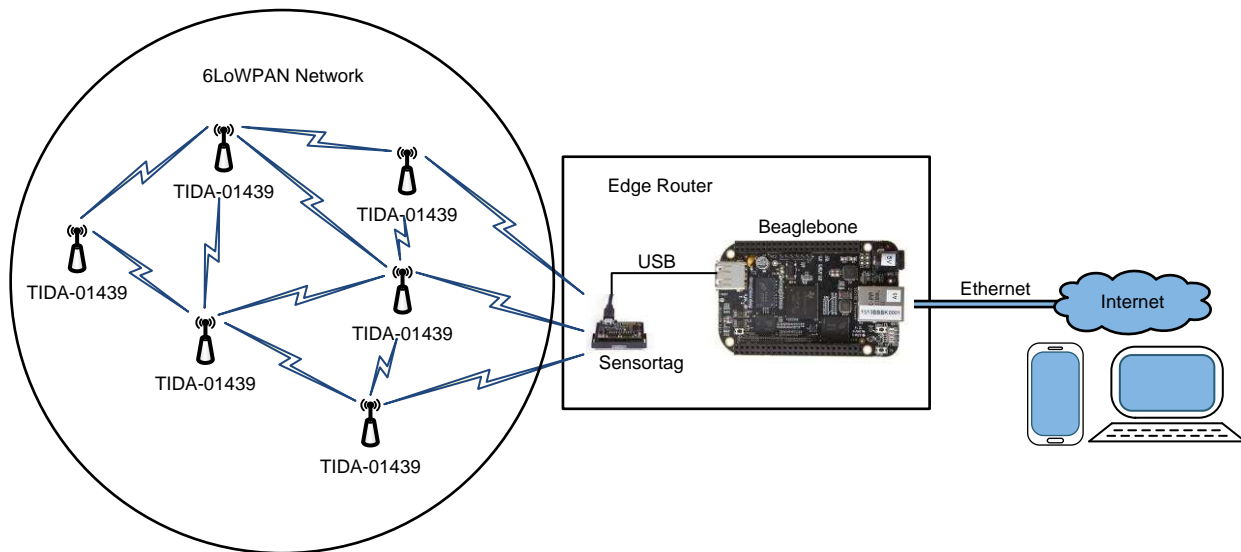 6LoWPAN Network
TIDA-01439
TIDA-01439
TIDA-01439
TIDA-01439
TIDA-01439
TIDA-01439
Edge Router
Beaglebone
USB
5V
Sensortag
Ethernet
Internet